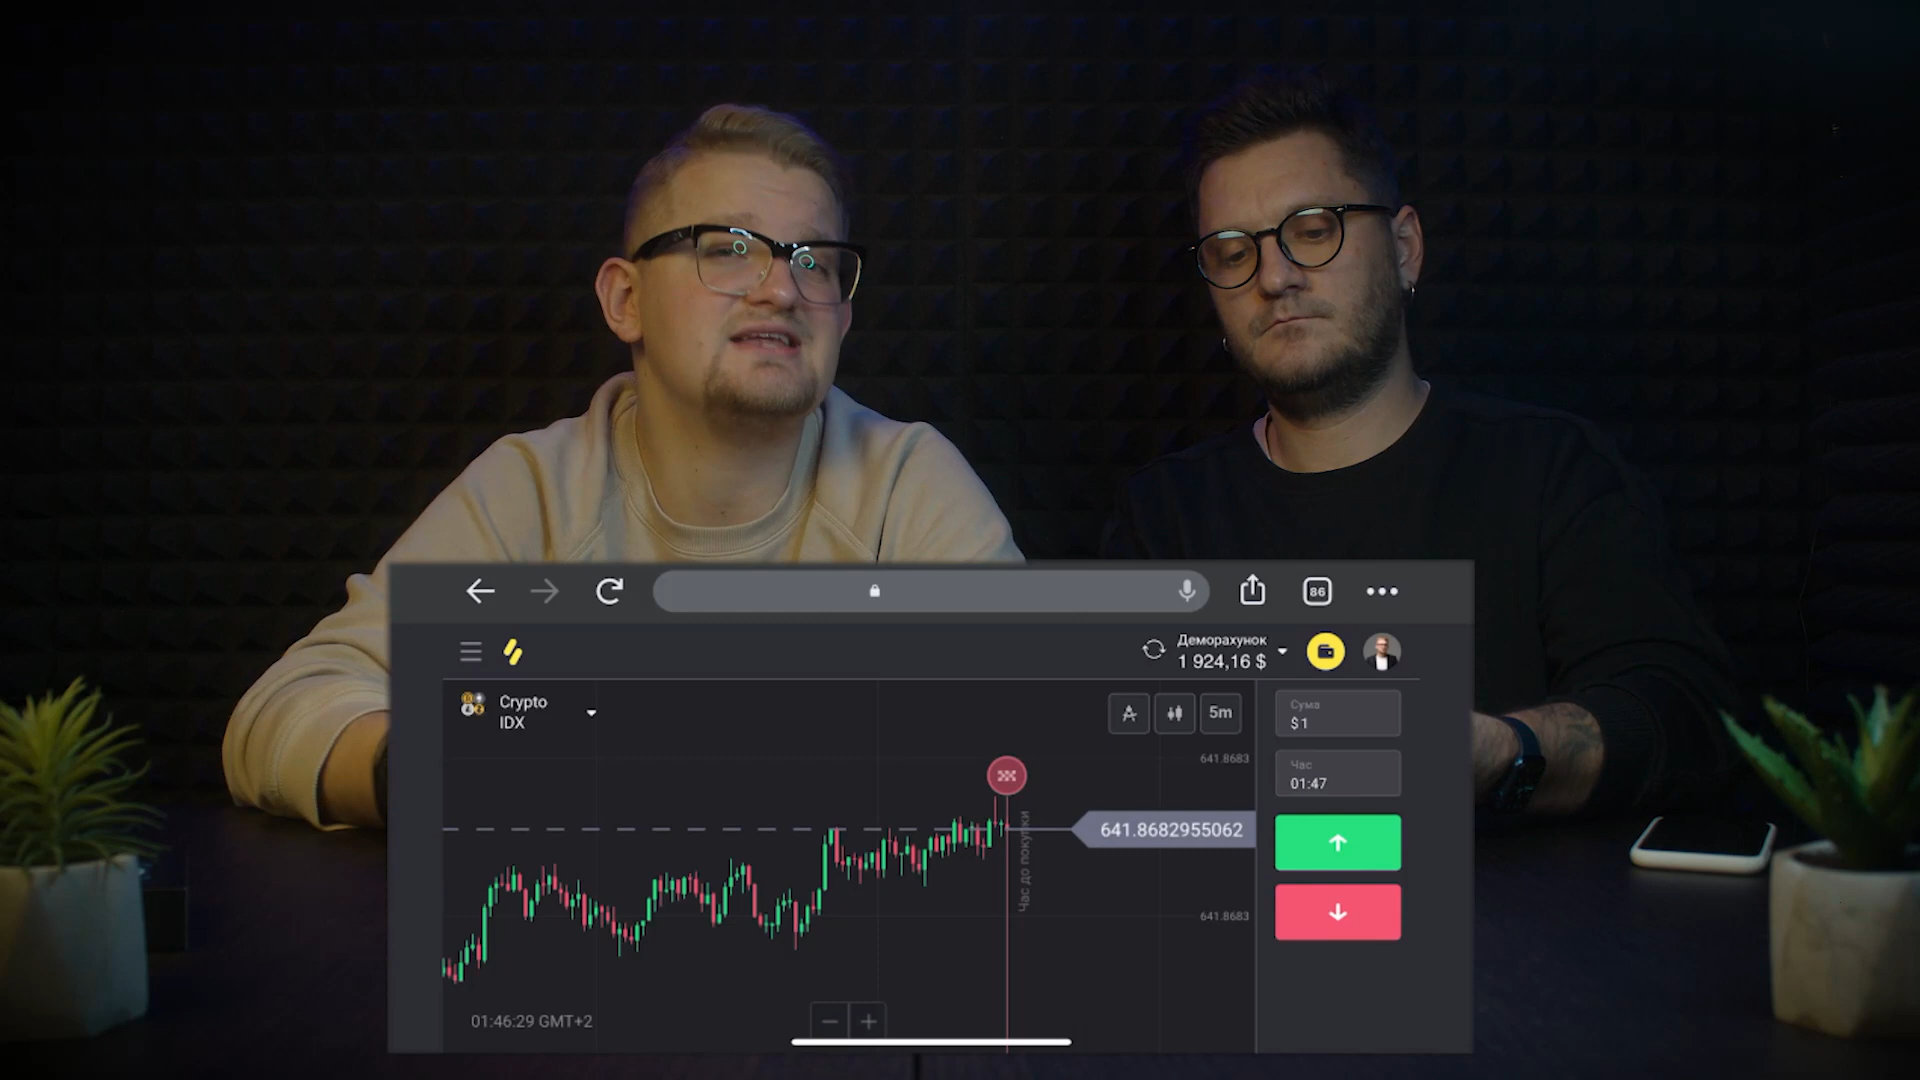 86
Деморахунок
1 924,16 $
Crypto
IDX
5m
Сума
$1
641.8683
Час
01:47
641.8682955062
Час до покупки
641.8683
01:46:29 GMT+2